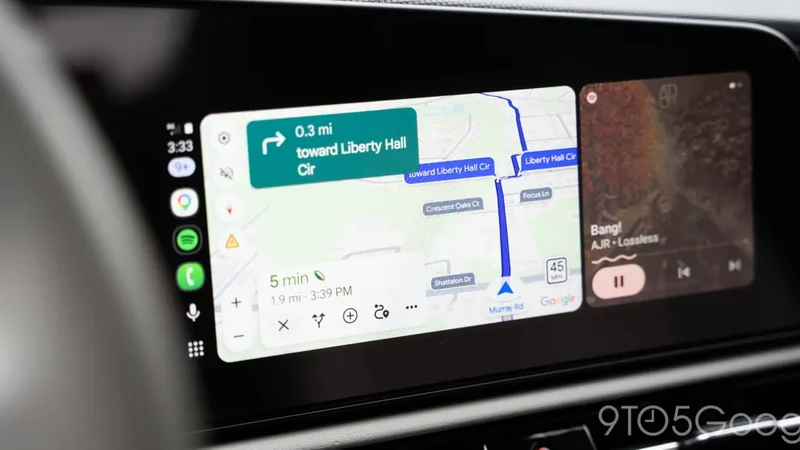 3:33
9+
0.3 mi
toward Liberty Hall
Cir
toward Liberty Hall Cir
Liberty Hall Cir
Crescent Oaks Ct
Focus Ln
Shattalon Dr
5 min
1.9 mi · 3:39 PM
45
MPH
Murray Rd
Google
Bang!
AJR • Lossless
9TO5Goog